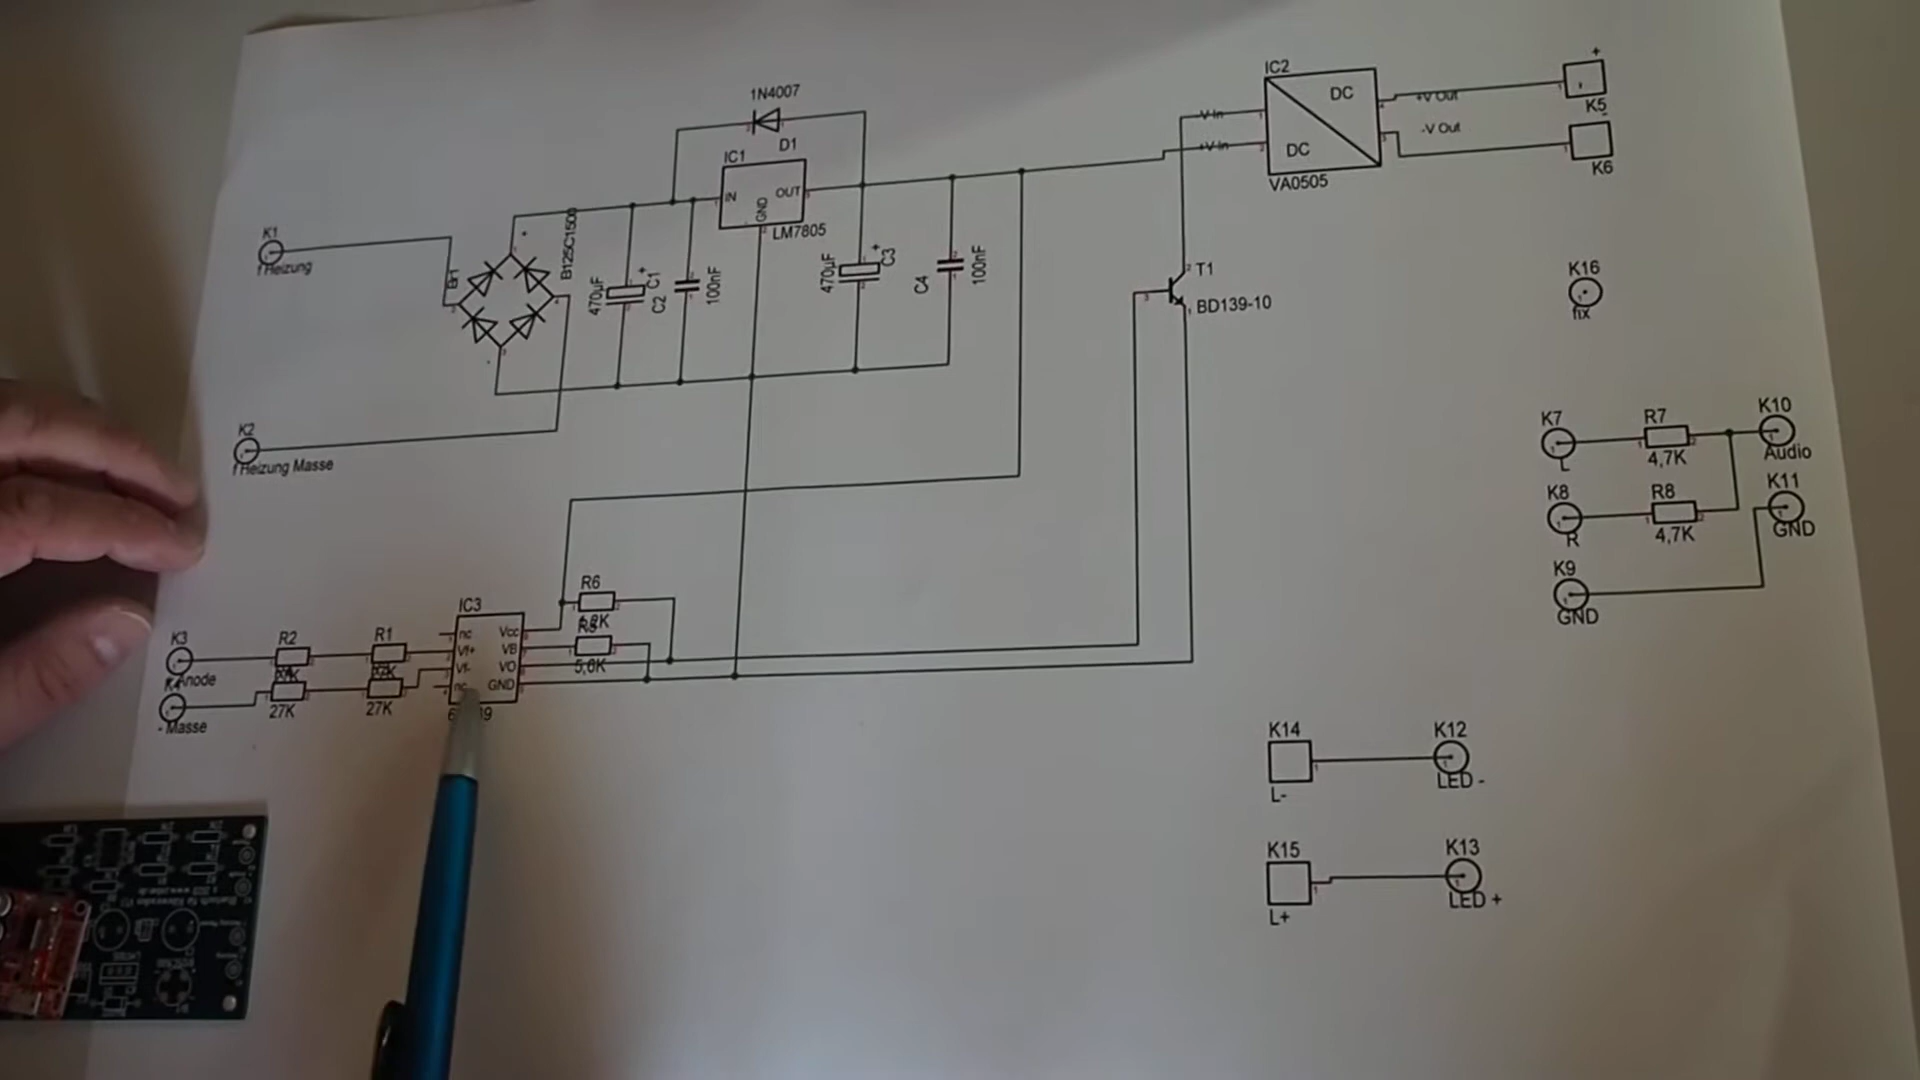 1N4007
D1
IC1
IN
OUT
GND
LM7805
IC2
DC
DC
VA0505
-V In
+V In
+V Out
-V Out
+
K5
-
K6
K1
f Heizung
Br1
B125C1500
+
-
470µF
+
C1
C2
100nF
470µF
+
C3
C4
100nF
T1
BD139-10
K2
f Heizung Masse
K16
fix
K7
L
R7
4,7K
K10
Audio
K8
R
R8
4,7K
K11
GND
K9
GND
IC3
nc
Vcc
Vf+
VB
Vf-
VO
nc
GND
R6
R5
5,6K
K3
R2
R1
Anode
K4
27K
27K
- Masse
K14
L-
K12
LED -
K15
L+
K13
LED +